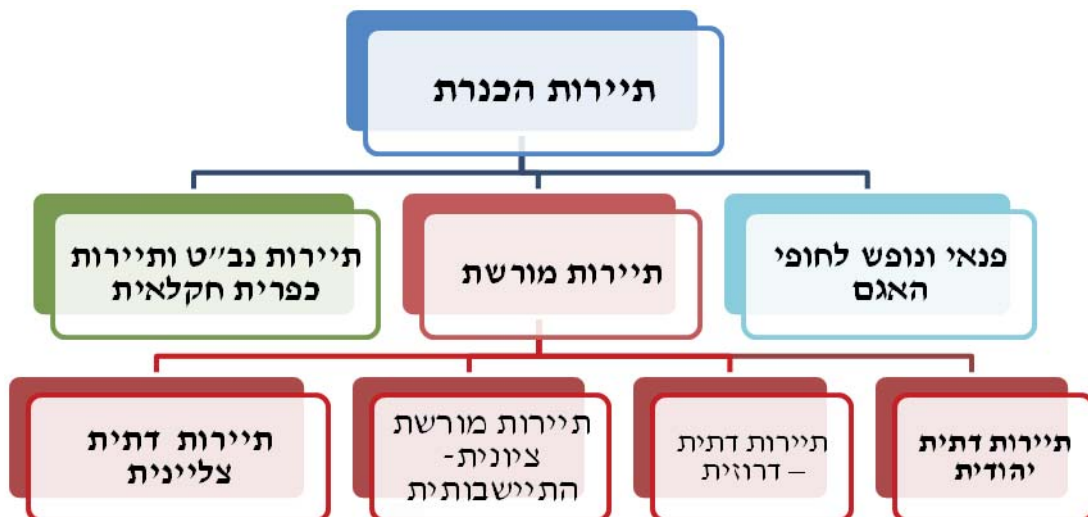 תיירות הכנרת
פנאי ונופש לחופי
האגם
תיירות מורשת
תיירות נב״ט ותיירות
כפרית חקלאית
תיירות דתית
יהודית
תיירות דתית
– דרוזית
תיירות מורשת
ציונית-
התיישבותית
תיירות דתית
צליינית